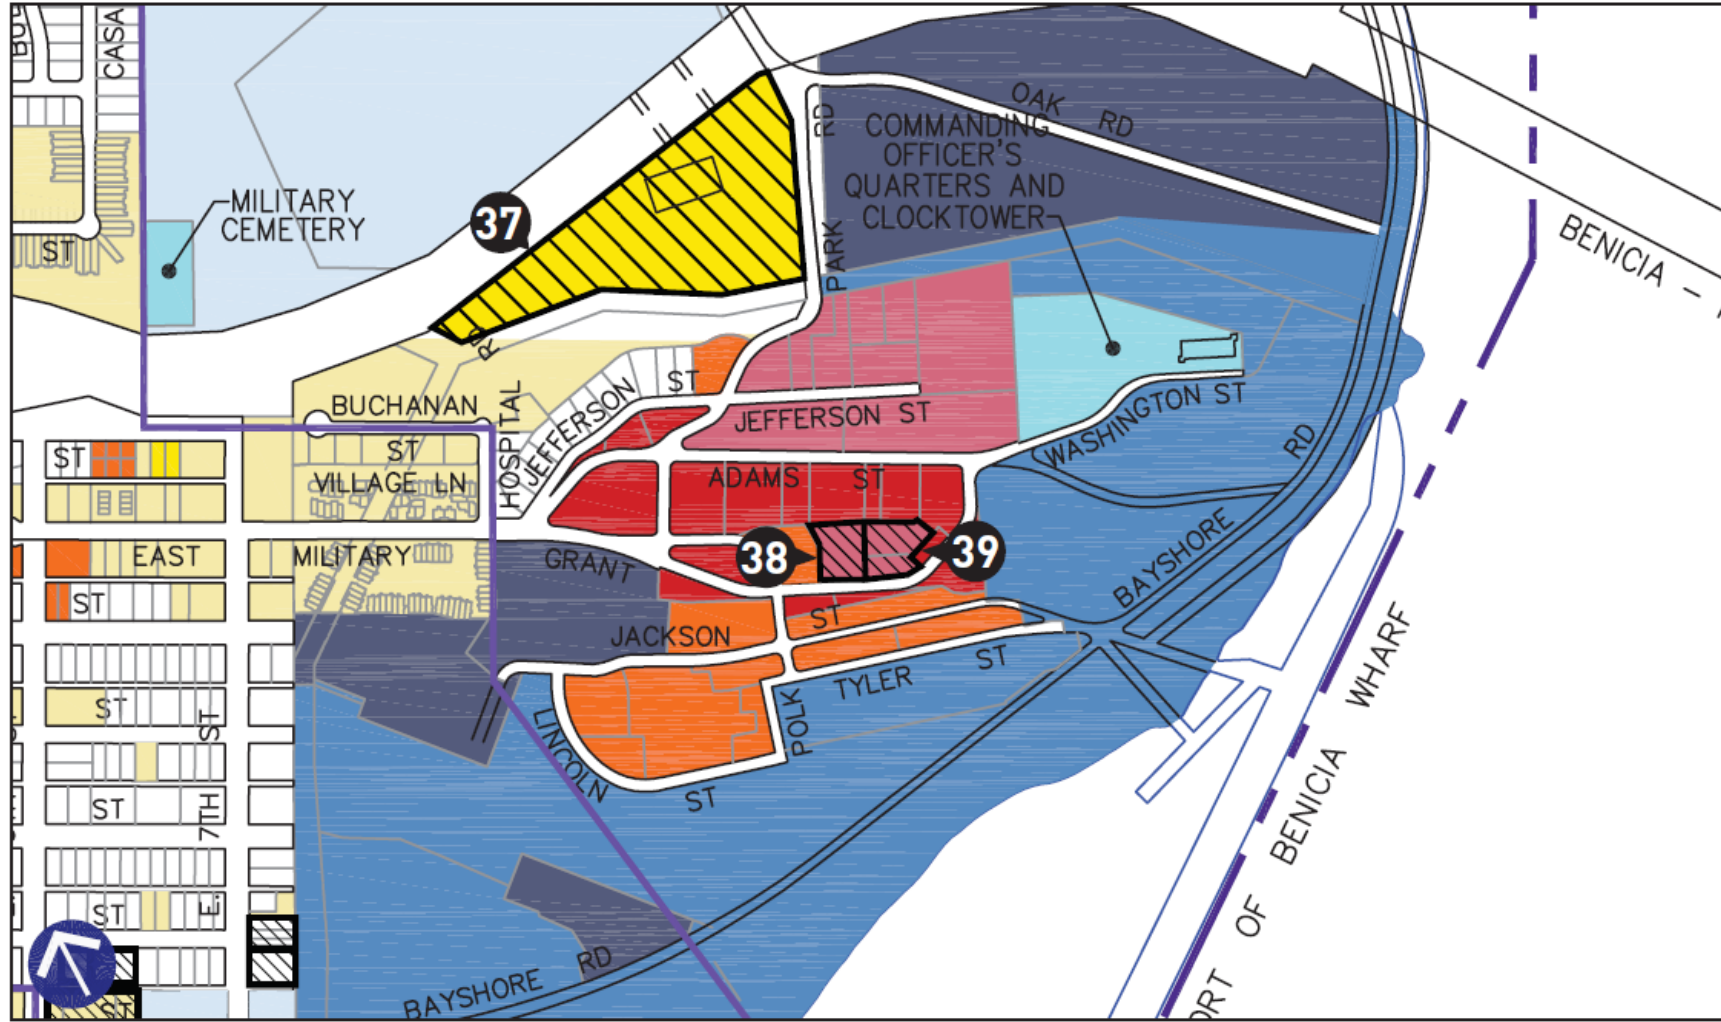 CASA
OAK
RD
RD
COMMANDING
OFFICER'S
QUARTERS AND
CLOCKTOWER
MILITARY
CEMETERY
37
ST
PARK
BENICIA -
RD
HOSPITAL
ST
JEFFERSON
BUCHANAN
JEFFERSON ST
WASHINGTON ST
ST
ST
VILLAGE LN
ADAMS ST
RD
EAST
MILITARY
GRANT
38
39
BAYSHORE
ST
ST
JACKSON
ST
TYLER
POLK
WHARF
ST
ST
LINCOLN
ST
BENICIA
ST
7TH
E.
ST
OF
BAYSHORE RD
ST
ORT